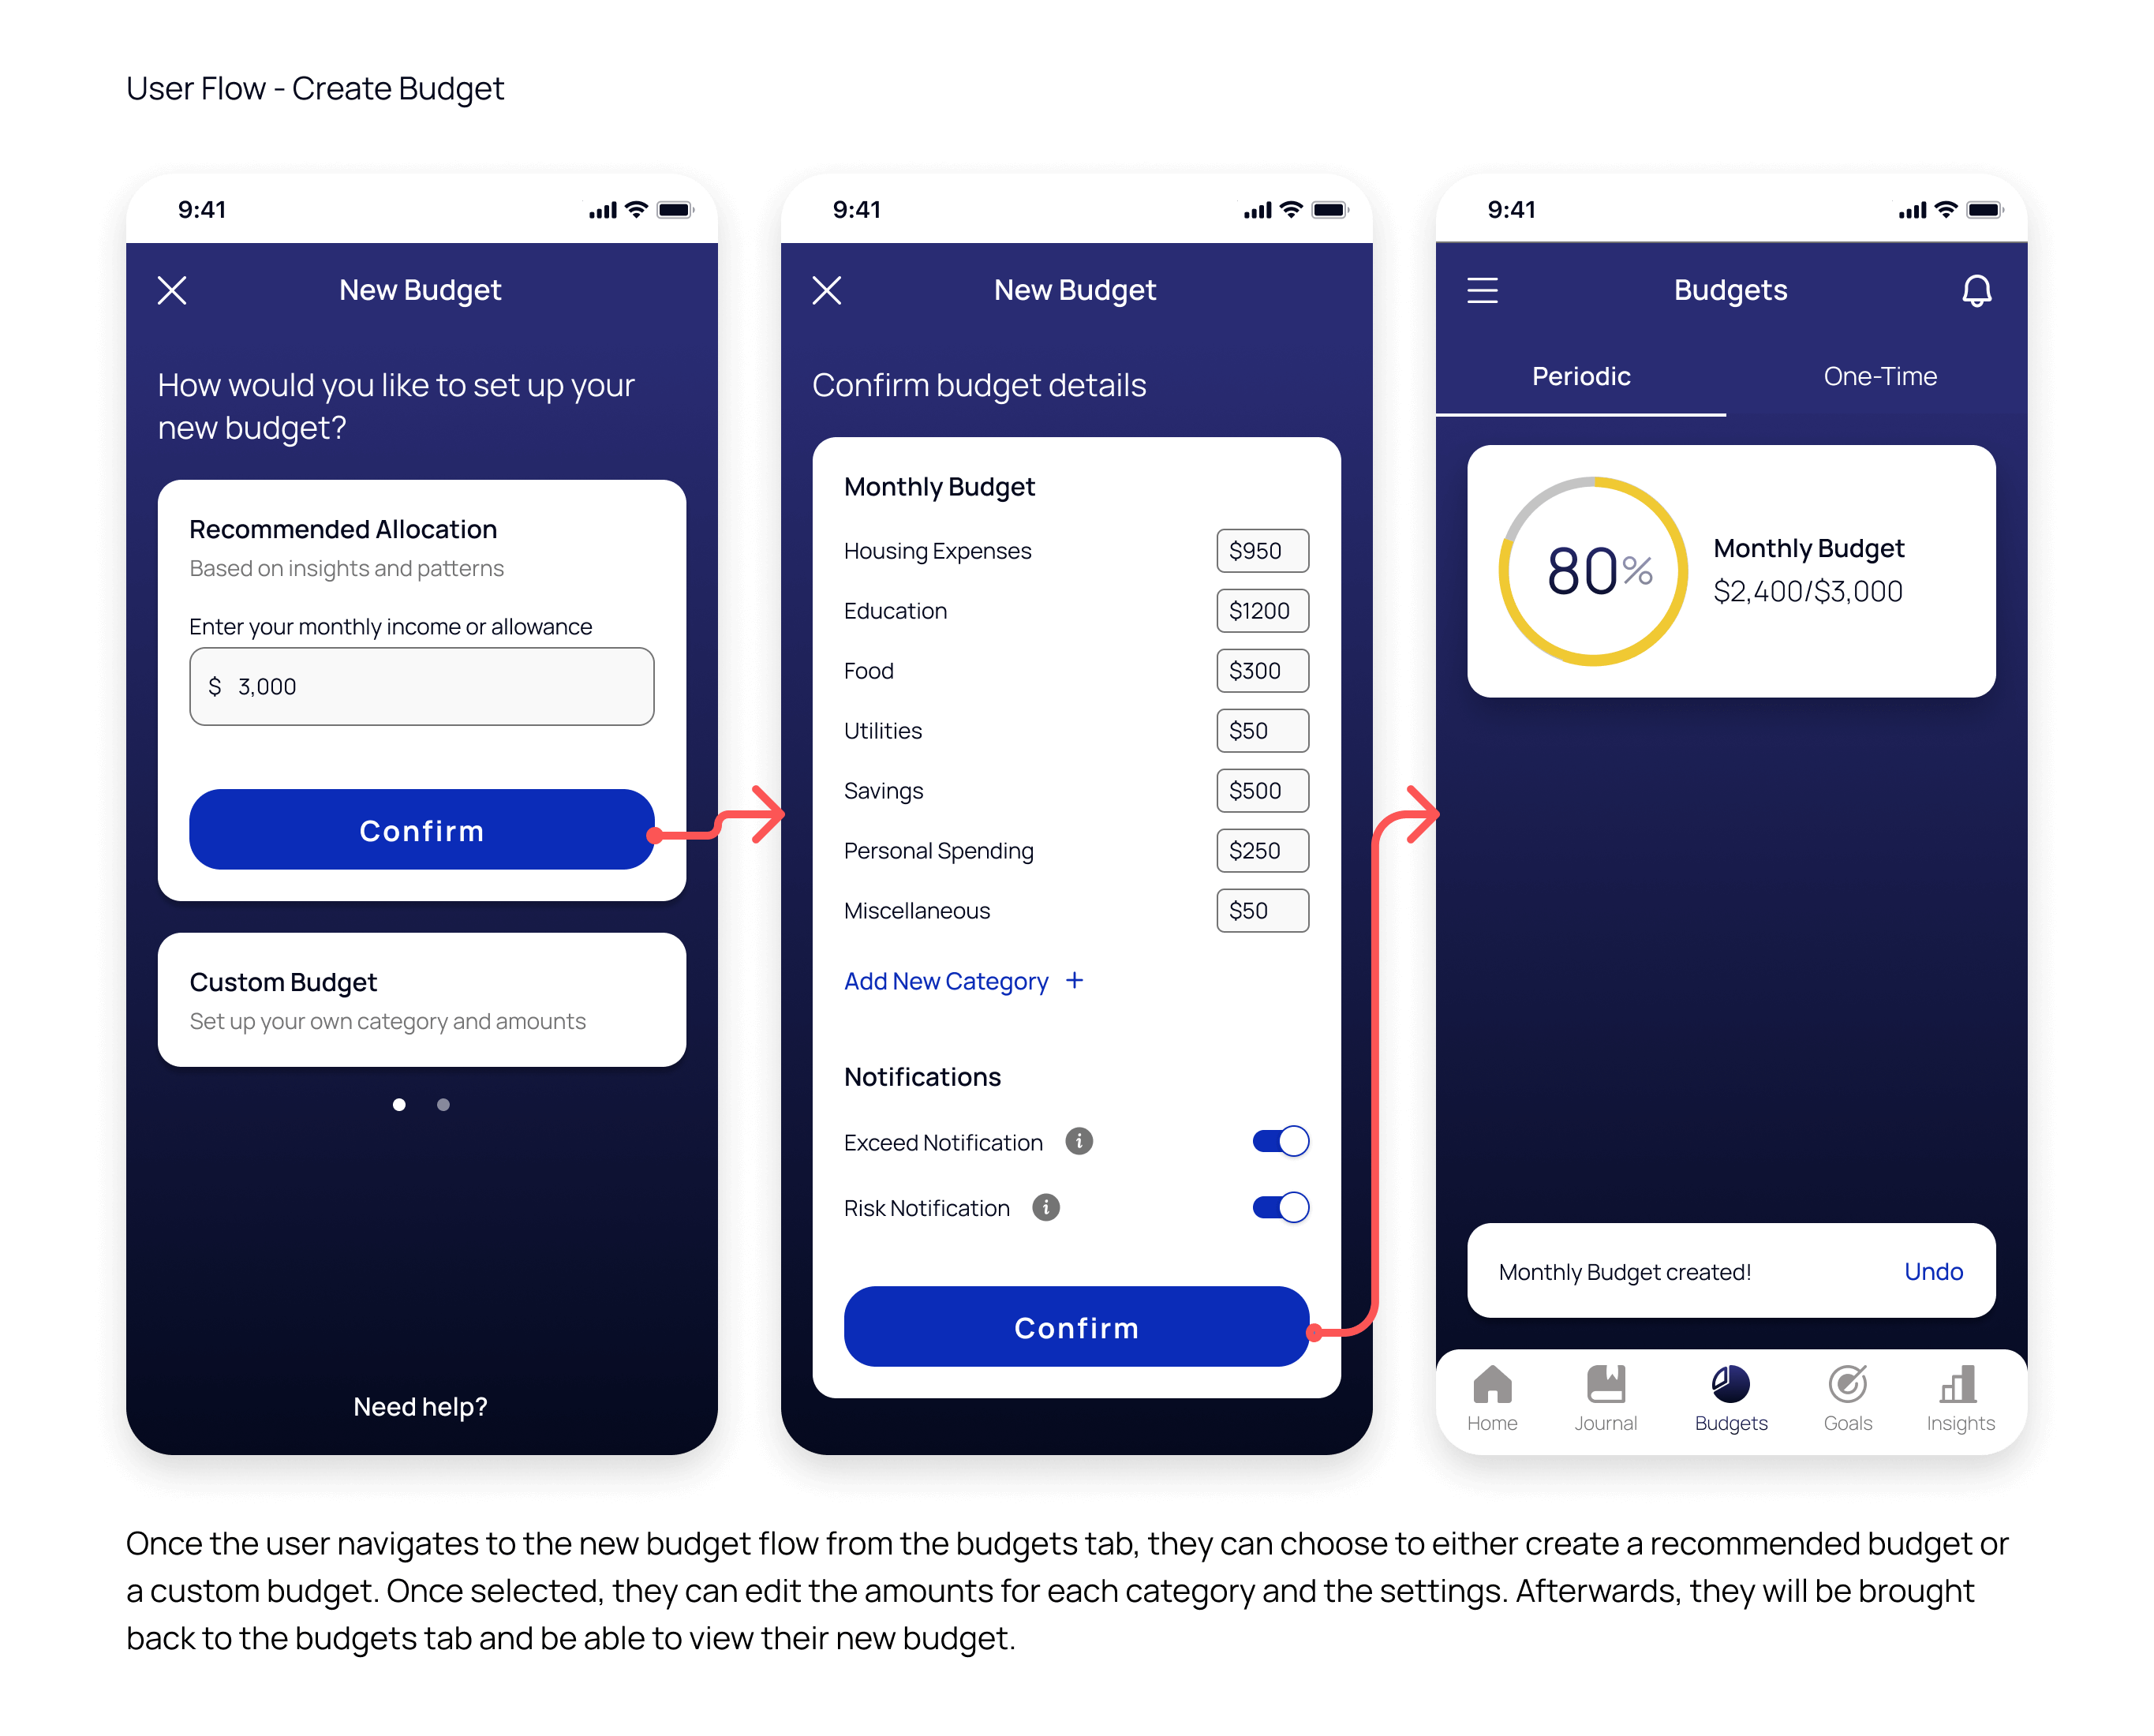 User Flow - Create Budget
9:41
New Budget
How would you like to set up your
new budget?
Recommended Allocation
Based on insights and patterns
Enter your monthly income or allowance
$ 3,000
Confirm
Custom Budget
Set up your own category and amounts
Need help?
9:41
New Budget
Confirm budget details
Monthly Budget
Housing Expenses $950
Education $1200
Food $300
Utilities $50
Savings $500
Personal Spending $250
Miscellaneous $50
Add New Category +
Notifications
Exceed Notification i
Risk Notification i
Confirm
9:41
Budgets
Periodic One-Time
80%
Monthly Budget
$2,400/$3,000
Monthly Budget created! Undo
Home Journal Budgets Goals Insights
Once the user navigates to the new budget flow from the budgets tab, they can choose to either create a recommended budget or
a custom budget. Once selected, they can edit the amounts for each category and the settings. Afterwards, they will be brought
back to the budgets tab and be able to view their new budget.